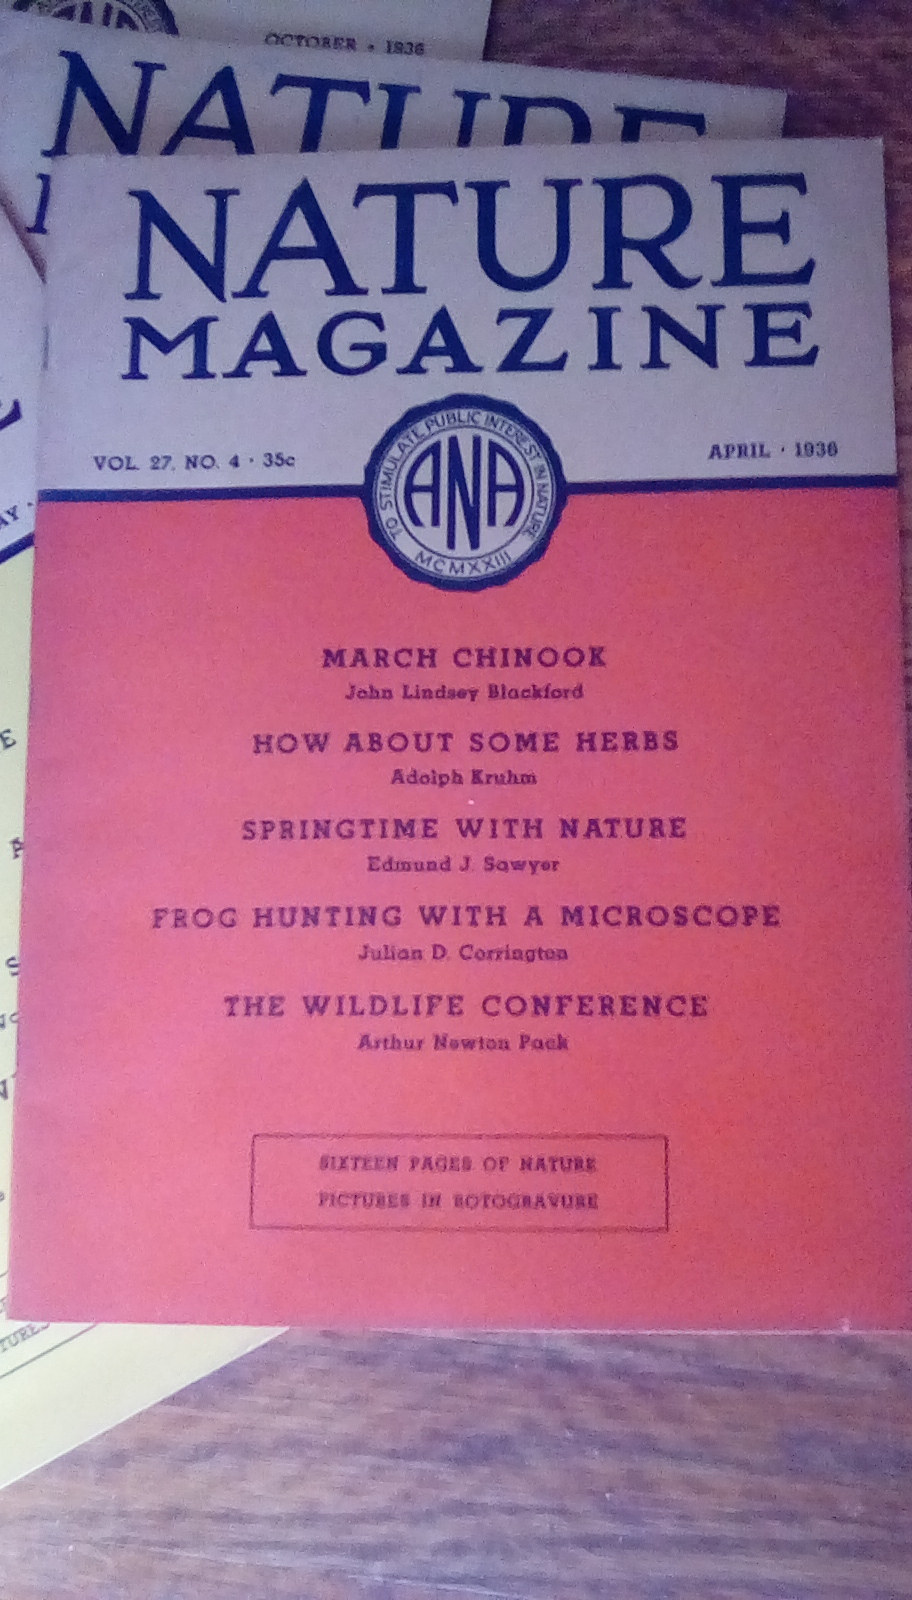 OCTOBER · 1936
NATURE
NATURE
MAGAZINE
VOL. 27, NO. 4 · 35c
APRIL · 1936
TO STIMULATE PUBLIC INTEREST IN NATURE
ANA
MCMXXIII
MARCH CHINOOK
John Lindsey Blackford
HOW ABOUT SOME HERBS
Adolph Kruhm
SPRINGTIME WITH NATURE
Edmund J. Sawyer
FROG HUNTING WITH A MICROSCOPE
Julian D. Corrington
THE WILDLIFE CONFERENCE
Arthur Newton Pack
SIXTEEN PAGES OF NATURE
PICTURES IN ROTOGRAVURE